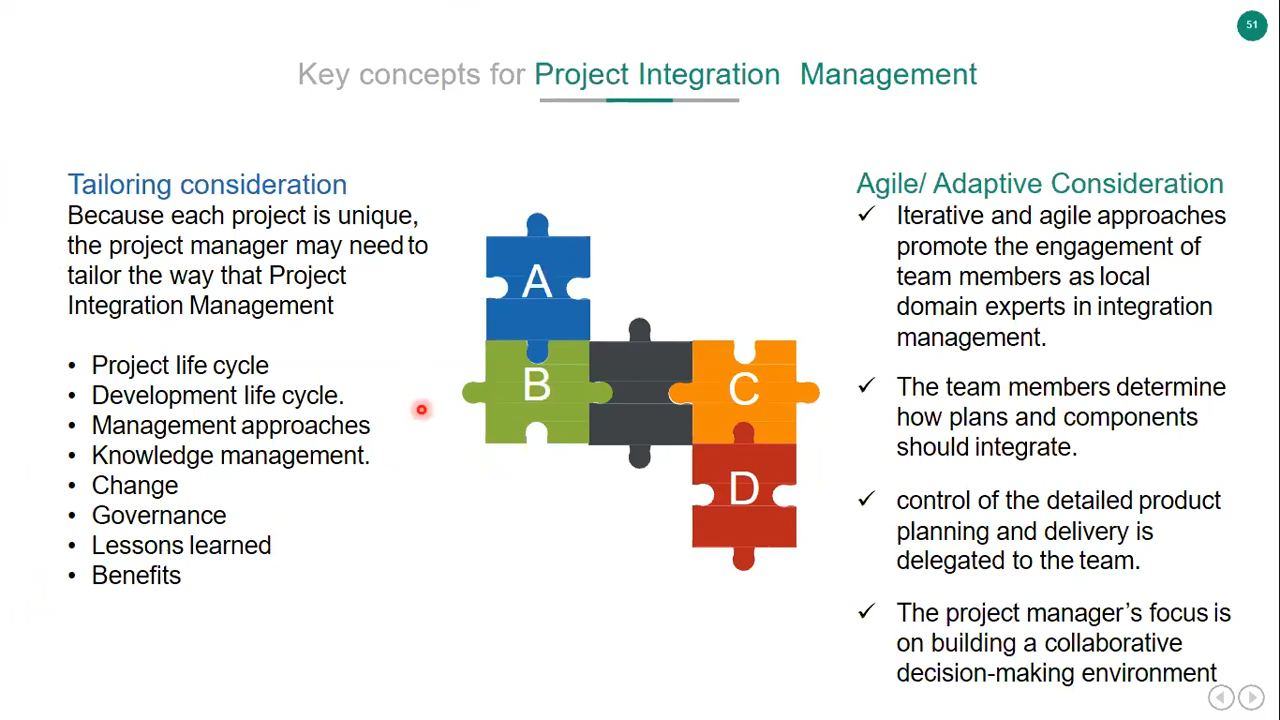 51
Key concepts for Project Integration Management
Tailoring consideration
Because each project is unique,
the project manager may need to
tailor the way that Project
Integration Management
• Project life cycle
• Development life cycle.
• Management approaches
• Knowledge management.
• Change
• Governance
• Lessons learned
• Benefits
A
B
C
D
Agile/ Adaptive Consideration
✓ Iterative and agile approaches
promote the engagement of
team members as local
domain experts in integration
management.
✓ The team members determine
how plans and components
should integrate.
✓ control of the detailed product
planning and delivery is
delegated to the team.
✓ The project manager’s focus is
on building a collaborative
decision-making environment